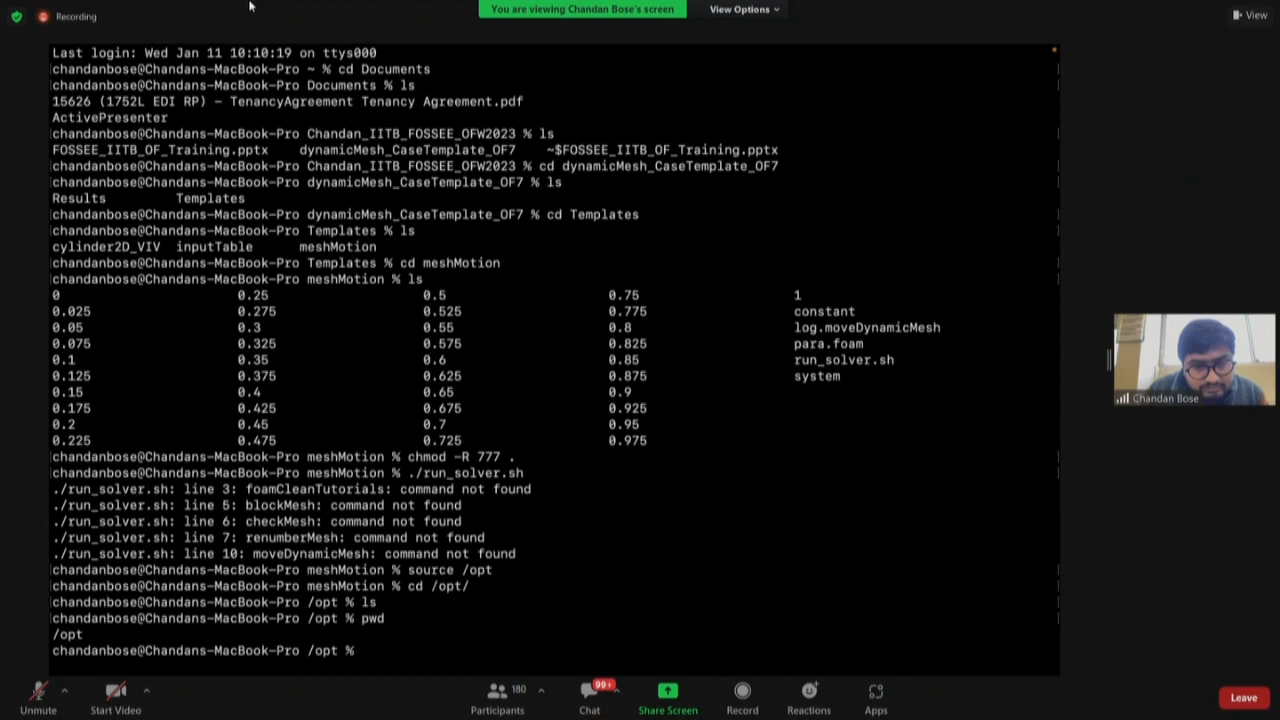 Recording
You are viewing Chandan Bose's screen
View Options
View
Last login: Wed Jan 11 10:10:19 on ttys000
chandanbose@Chandans-MacBook-Pro ~ % cd Documents
chandanbose@Chandans-MacBook-Pro Documents % ls
15626 (1752L EDI RP) - TenancyAgreement Tenancy Agreement.pdf
ActivePresenter
chandanbose@Chandans-MacBook-Pro Chandan_IITB_FOSSEE_OFW2023 % ls
FOSSEE_IITB_OF_Training.pptx dynamicMesh_CaseTemplate_OF7 ~$FOSSEE_IITB_OF_Training.pptx
chandanbose@Chandans-MacBook-Pro Chandan_IITB_FOSSEE_OFW2023 % cd dynamicMesh_CaseTemplate_OF7
chandanbose@Chandans-MacBook-Pro dynamicMesh_CaseTemplate_OF7 % ls
Results Templates
chandanbose@Chandans-MacBook-Pro dynamicMesh_CaseTemplate_OF7 % cd Templates
chandanbose@Chandans-MacBook-Pro Templates % ls
cylinder2D_VIV inputTable meshMotion
chandanbose@Chandans-MacBook-Pro Templates % cd meshMotion
chandanbose@Chandans-MacBook-Pro meshMotion % ls
0 0.25 0.5 0.75 1
0.025 0.275 0.525 0.775 constant
0.05 0.3 0.55 0.8 log.moveDynamicMesh
0.075 0.325 0.575 0.825 para.foam
0.1 0.35 0.6 0.85 run_solver.sh
0.125 0.375 0.625 0.875 system
0.15 0.4 0.65 0.9
0.175 0.425 0.675 0.925
0.2 0.45 0.7 0.95
0.225 0.475 0.725 0.975
chandanbose@Chandans-MacBook-Pro meshMotion % chmod -R 777 .
chandanbose@Chandans-MacBook-Pro meshMotion % ./run_solver.sh
./run_solver.sh: line 3: foamCleanTutorials: command not found
./run_solver.sh: line 5: blockMesh: command not found
./run_solver.sh: line 6: checkMesh: command not found
./run_solver.sh: line 7: renumberMesh: command not found
./run_solver.sh: line 10: moveDynamicMesh: command not found
chandanbose@Chandans-MacBook-Pro meshMotion % source /opt
chandanbose@Chandans-MacBook-Pro meshMotion % cd /opt/
chandanbose@Chandans-MacBook-Pro /opt % ls
chandanbose@Chandans-MacBook-Pro /opt % pwd
/opt
chandanbose@Chandans-MacBook-Pro /opt %
Chandan Bose
180
99+
Unmute Start Video Participants Chat Share Screen Record Reactions Apps Leave